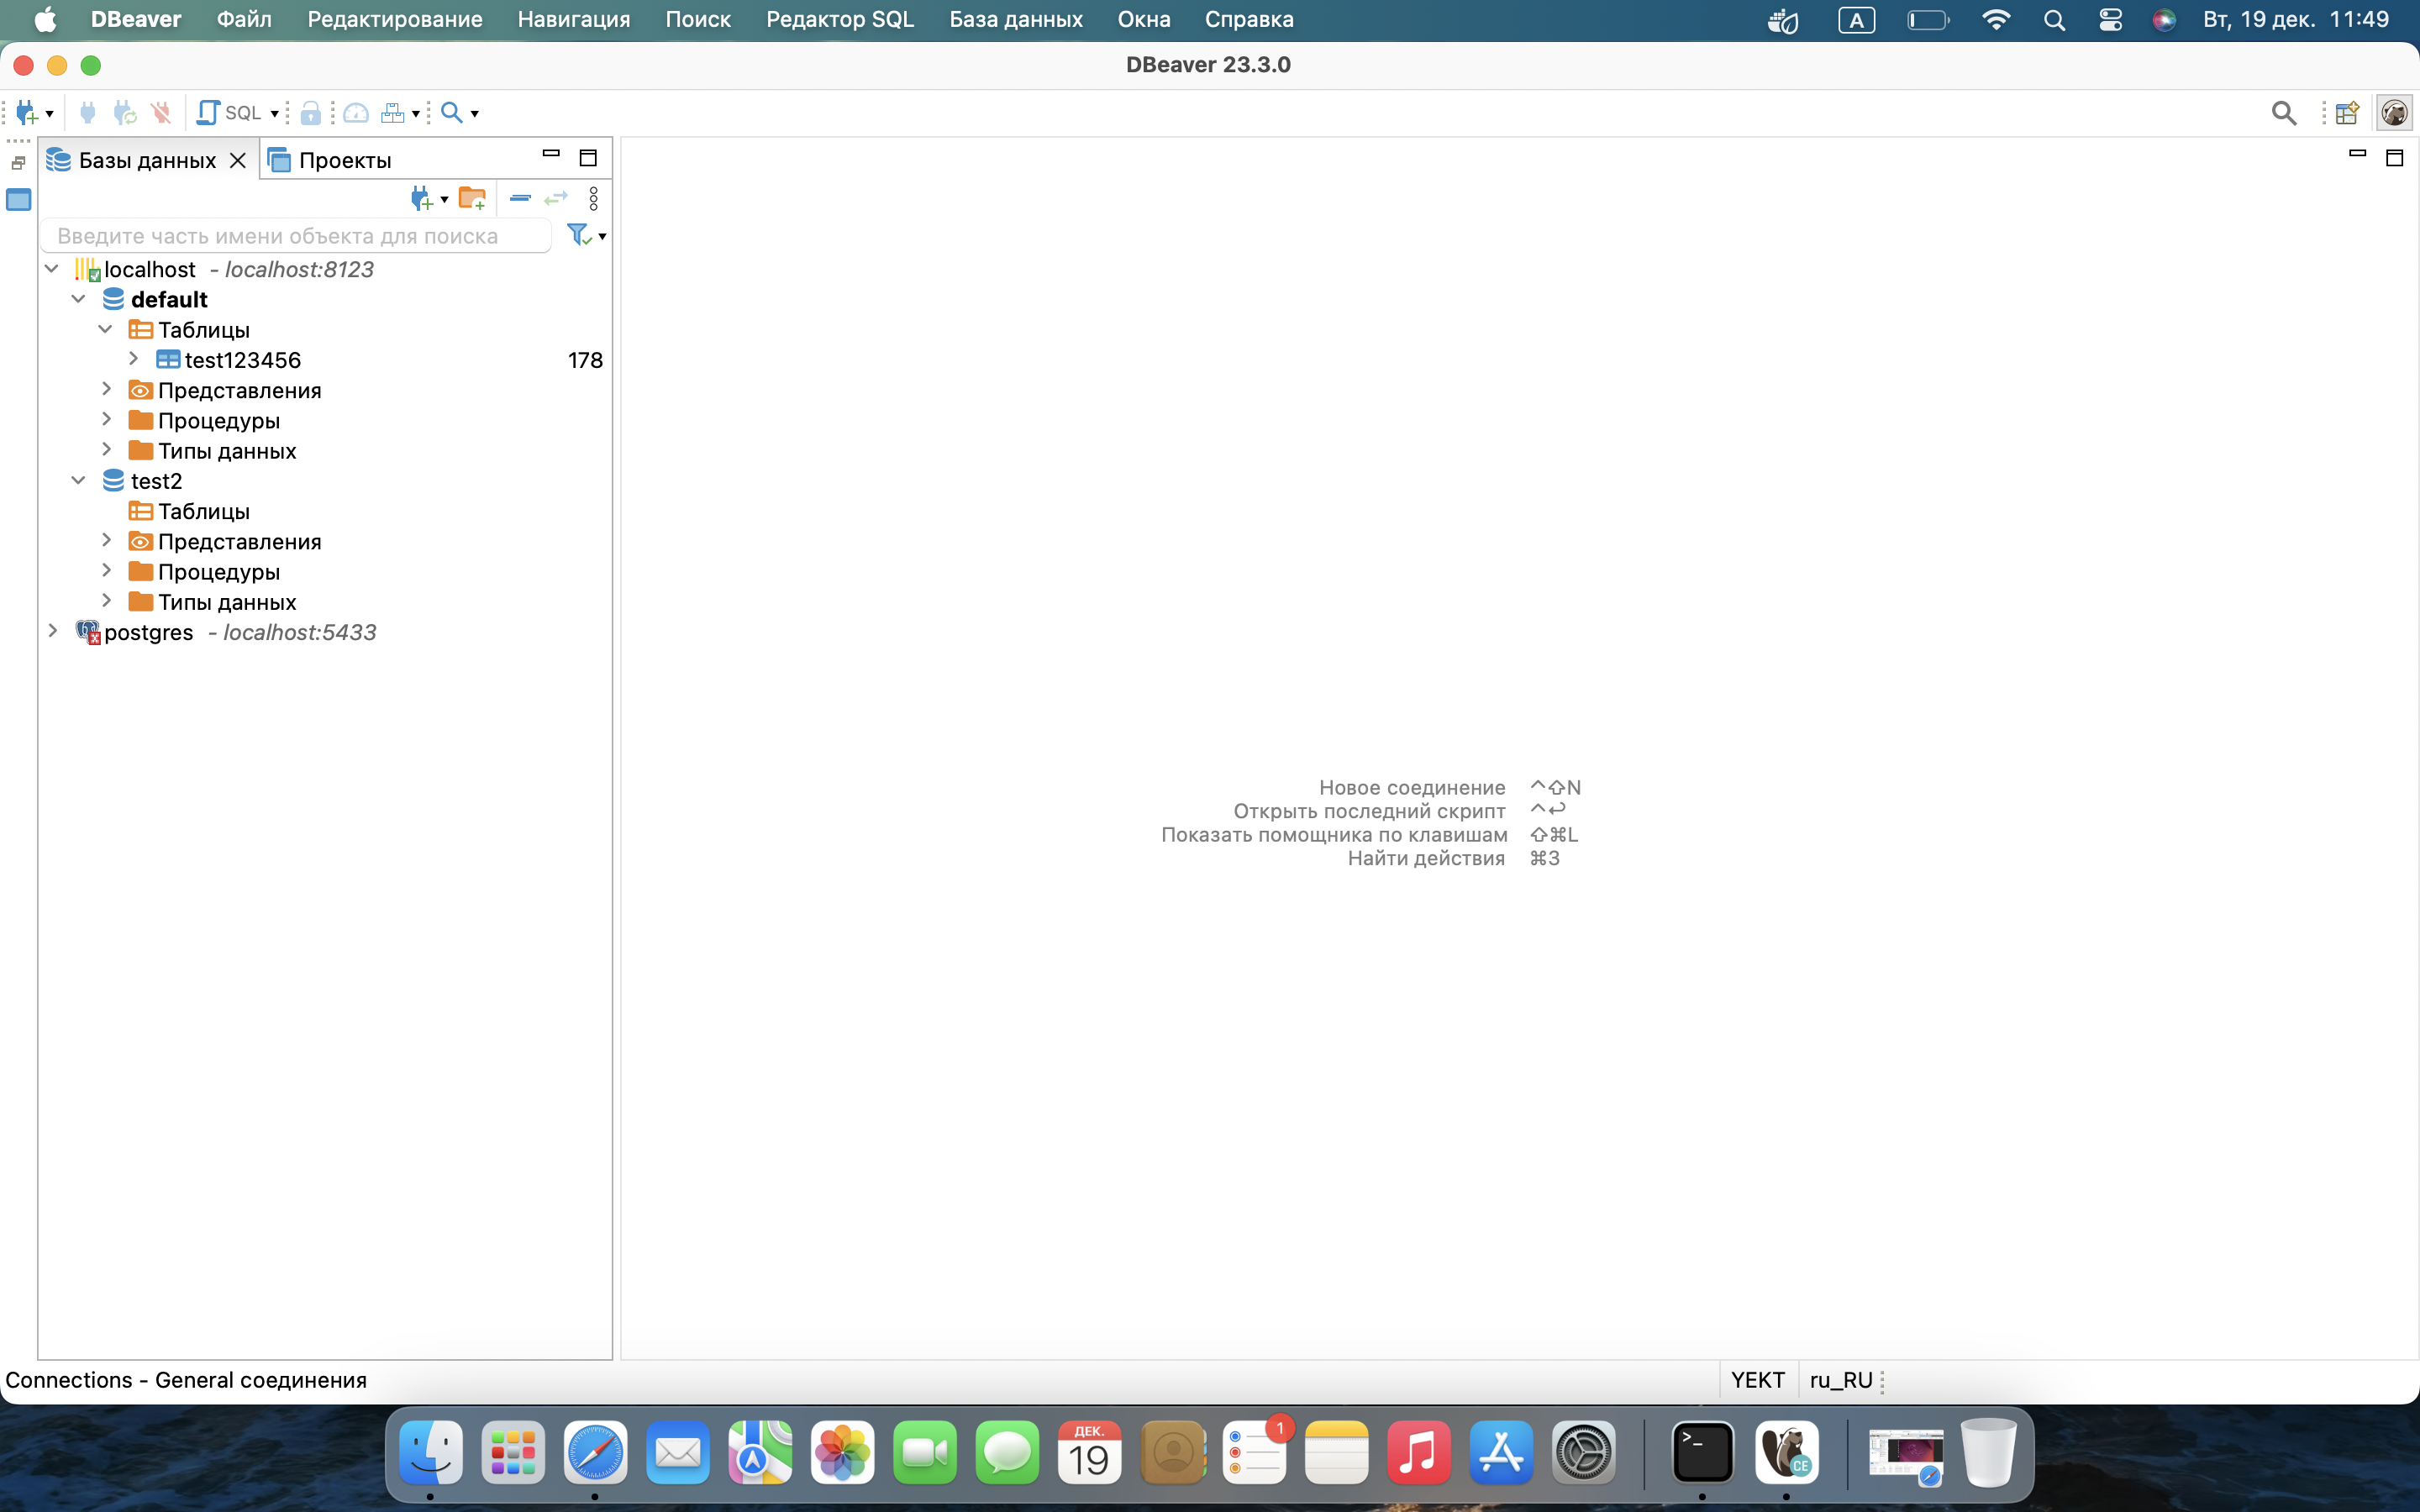 DBeaver Файл Редактирование Навигация Поиск Редактор SQL База данных Окна Справка A Вт, 19 дек. 11:49
DBeaver 23.3.0
SQL
Базы данных Проекты
Введите часть имени объекта для поиска
localhost - localhost:8123
default
Таблицы
test123456 178
Представления
Процедуры
Типы данных
test2
Таблицы
Представления
Процедуры
Типы данных
postgres - localhost:5433
Новое соединение ^⇧N
Открыть последний скрипт ^↩
Показать помощника по клавишам ⇧⌘L
Найти действия ⌘3
Connections - General соединения YEKT ru_RU
ДЕК.
19
1
>_
CE